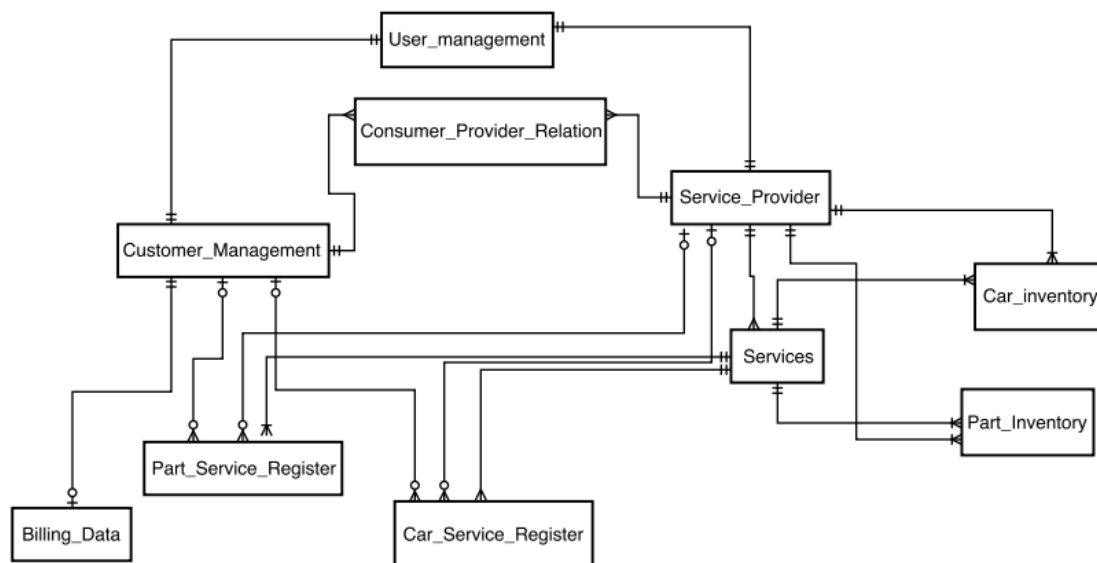 User_management
Consumer_Provider_Relation
Service_Provider
Customer_Management
Car_inventory
Services
Part_Inventory
Part_Service_Register
Billing_Data
Car_Service_Register